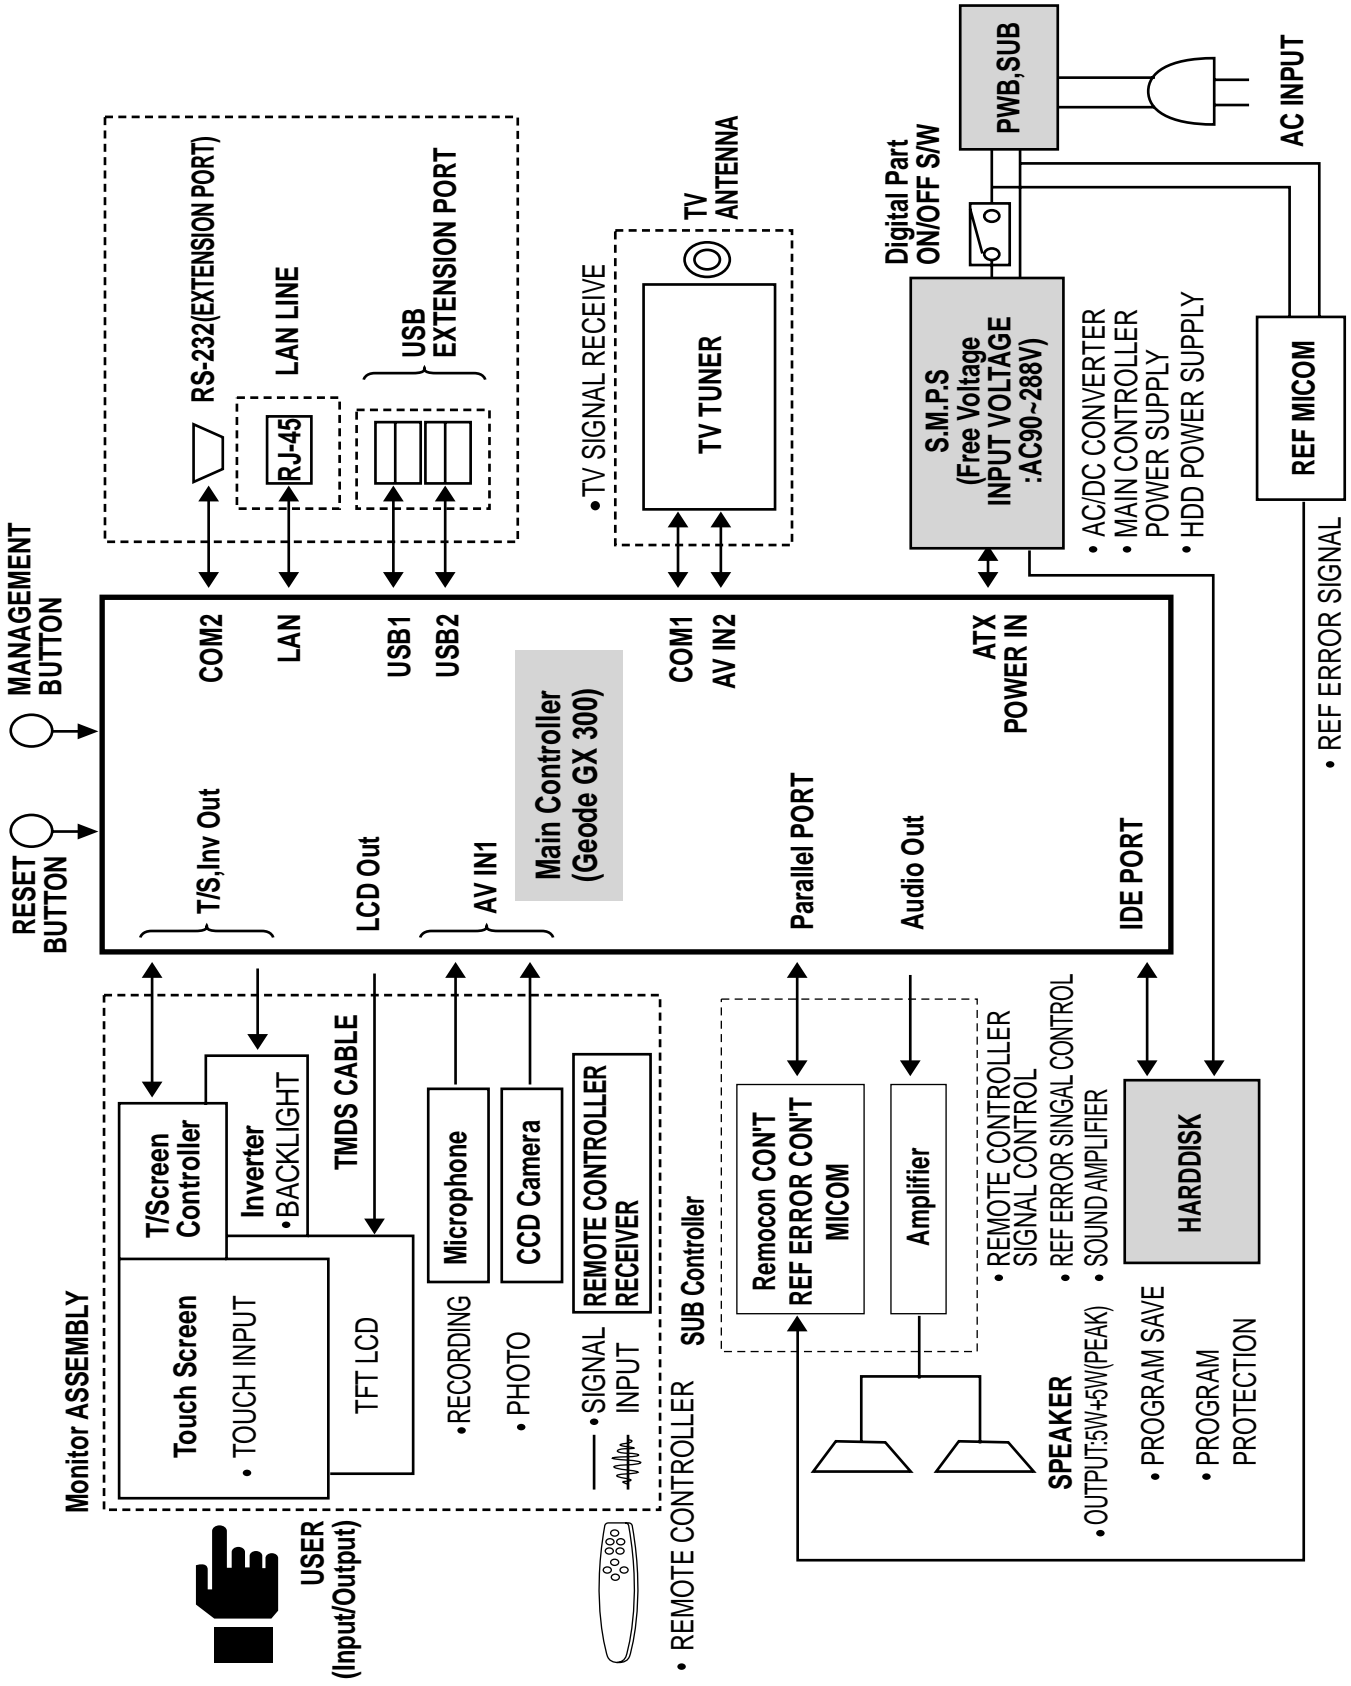 RESET
BUTTON
MANAGEMENT
BUTTON
Monitor ASSEMBLY
Touch Screen
• TOUCH INPUT
T/Screen
Controller
Inverter
• BACKLIGHT
TFT LCD
TMDS CABLE
• RECORDING
Microphone
• PHOTO
CCD Camera
• SIGNAL
INPUT
REMOTE CONTROLLER
RECEIVER
USER
(Input/Output)
• REMOTE CONTROLLER
T/S,Inv Out
LCD Out
AV IN1
Main Controller
(Geode GX 300)
Parallel PORT
Audio Out
IDE PORT
COM2
LAN
USB1
USB2
COM1
AV IN2
ATX
POWER IN
RS-232(EXTENSION PORT)
RJ-45
LAN LINE
USB
EXTENSION PORT
• TV SIGNAL RECEIVE
TV TUNER
TV
ANTENNA
SUB Controller
Remocon CON'T
REF ERROR CON'T
MICOM
Amplifier
• REMOTE CONTROLLER
SIGNAL CONTROL
• REF ERROR SINGAL CONTROL
• SOUND AMPLIFIER
SPEAKER
• OUTPUT:5W+5W(PEAK)
HARDDISK
• PROGRAM SAVE
• PROGRAM
PROTECTION
S.M.P.S
(Free Voltage
INPUT VOLTAGE
:AC90~288V)
• AC/DC CONVERTER
• MAIN CONTROLLER
POWER SUPPLY
• HDD POWER SUPPLY
Digital Part
ON/OFF S/W
PWB,SUB
AC INPUT
REF MICOM
• REF ERROR SIGNAL